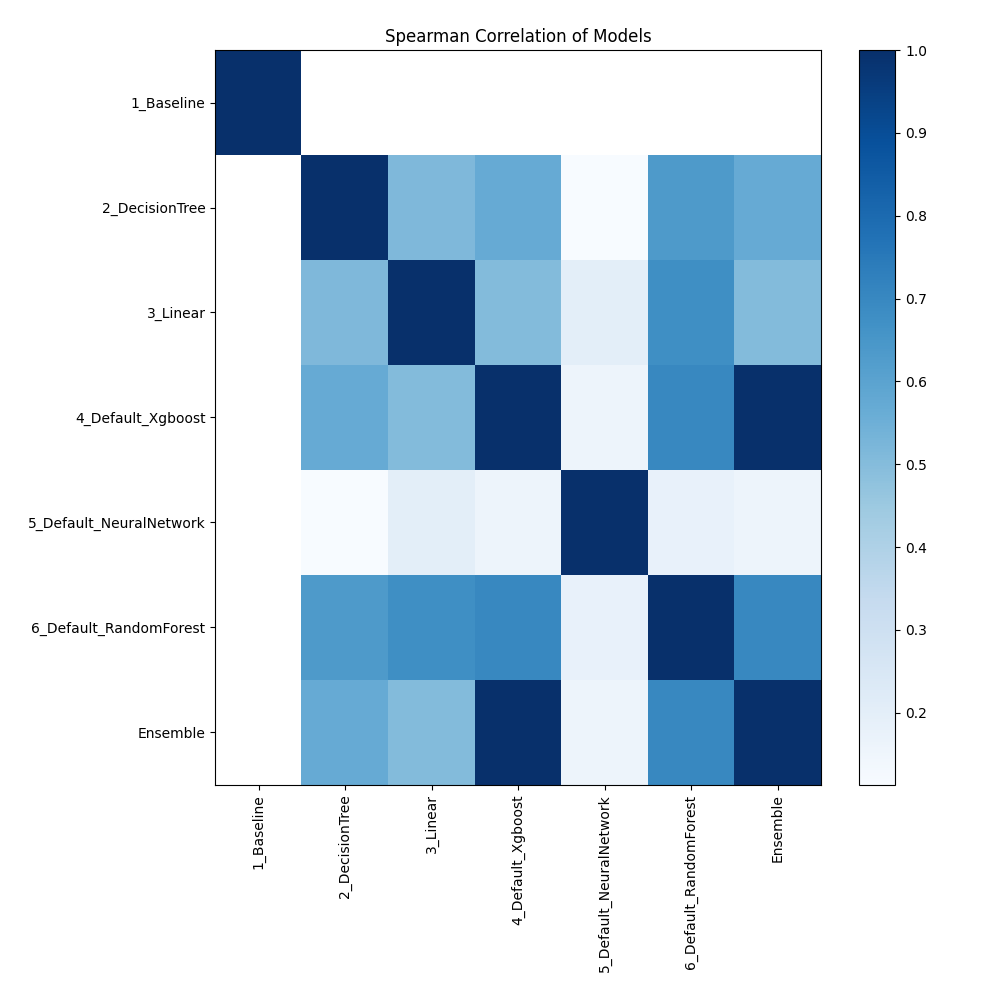 Spearman Correlation of Models
1_Baseline
2_DecisionTree
3_Linear
4_Default_Xgboost
5_Default_NeuralNetwork
6_Default_RandomForest
Ensemble
1_Baseline
2_DecisionTree
3_Linear
4_Default_Xgboost
5_Default_NeuralNetwork
6_Default_RandomForest
Ensemble
1.0
0.9
0.8
0.7
0.6
0.5
0.4
0.3
0.2